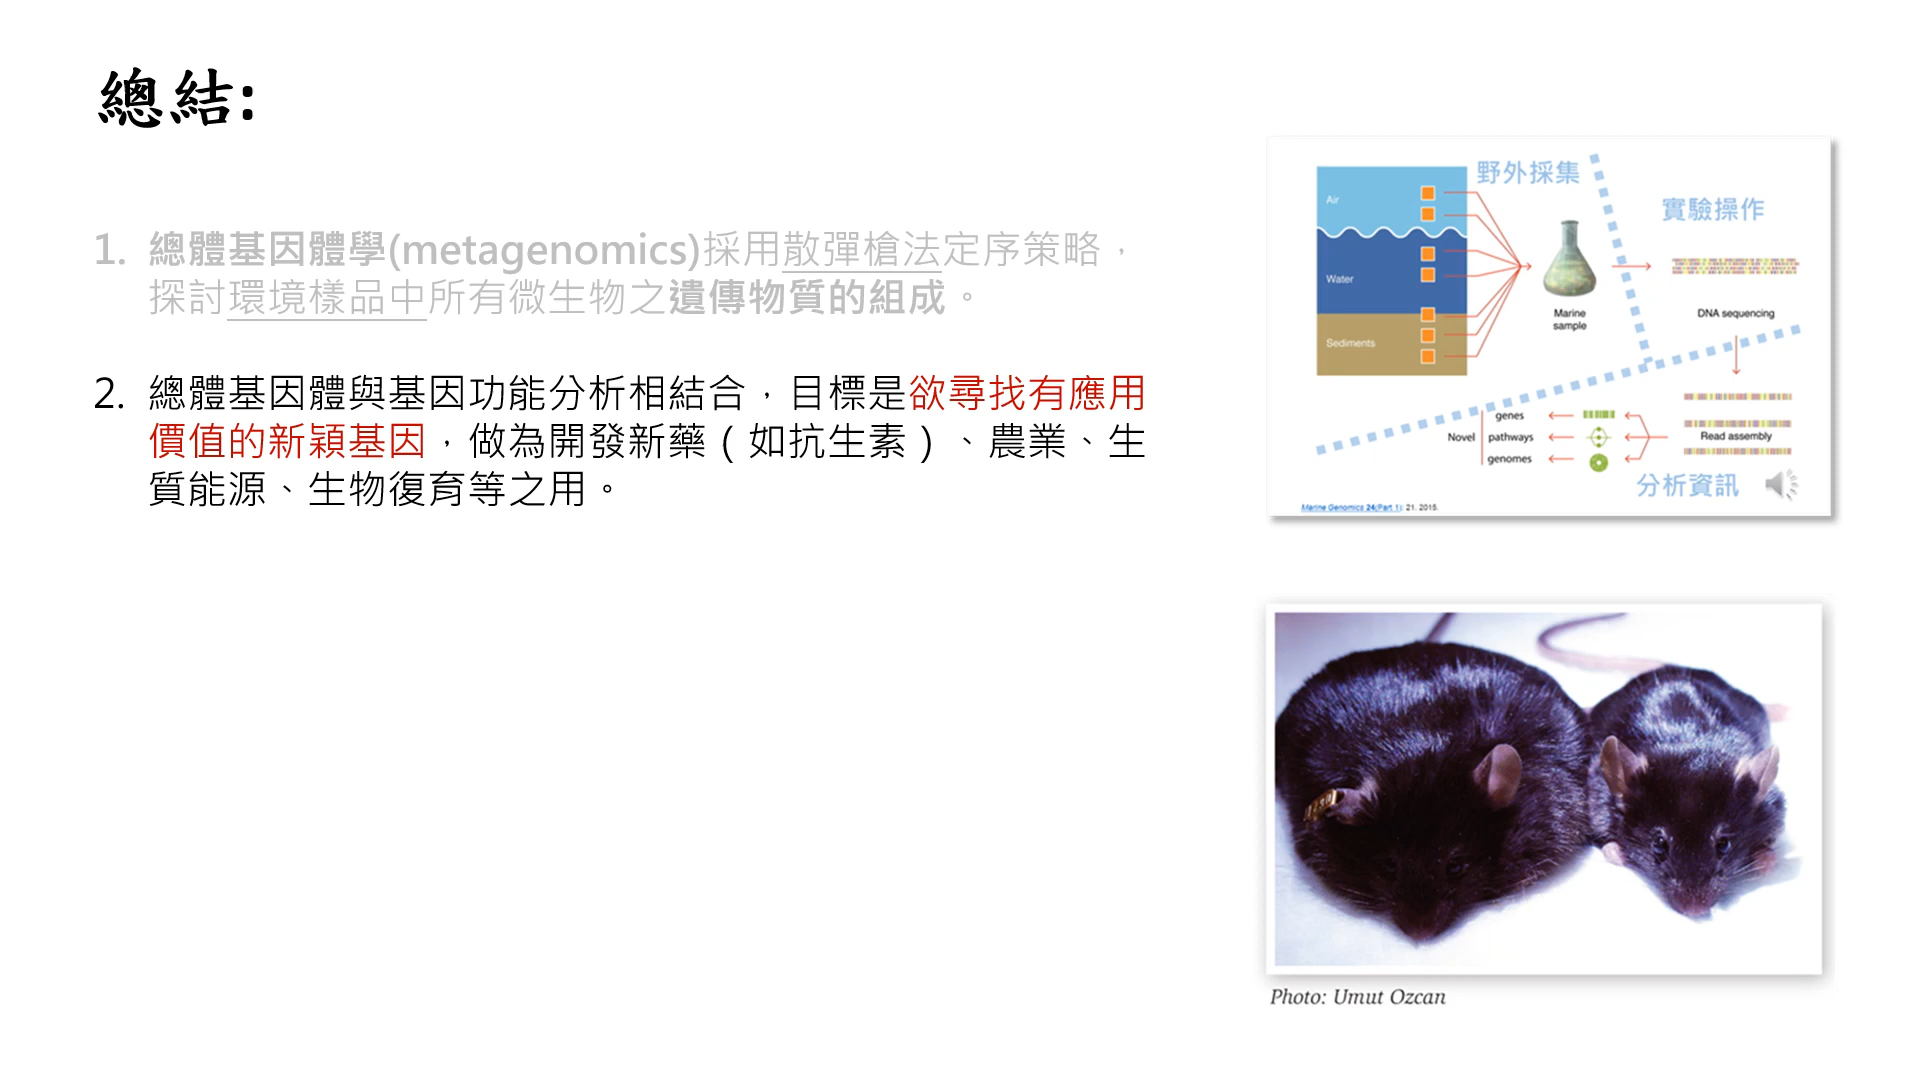 總結:
1. 總體基因體學(metagenomics)採用散彈槍法定序策略，
探討環境樣品中所有微生物之遺傳物質的組成。
2. 總體基因體與基因功能分析相結合，目標是欲尋找有應用
價值的新穎基因，做為開發新藥（如抗生素）、農業、生
質能源、生物復育等之用。
野外採集
實驗操作
Air
Water
Sediments
Marine
sample
DNA sequencing
Read assembly
Novel
genes
pathways
genomes
分析資訊
Marine Genomics 24(Part 1): 21. 2015.
Photo: Umut Ozcan